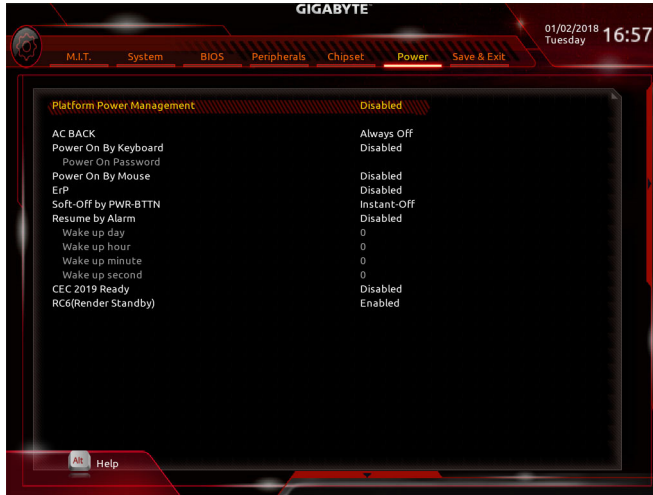 GIGABYTE™
01/02/2018 16:57
Tuesday
M.I.T. System BIOS Peripherals Chipset Power Save & Exit
Platform Power Management Disabled
AC BACK Always Off
Power On By Keyboard Disabled
Power On Password
Power On By Mouse Disabled
ErP Disabled
Soft-Off by PWR-BTTN Instant-Off
Resume by Alarm Disabled
Wake up day 0
Wake up hour 0
Wake up minute 0
Wake up second 0
CEC 2019 Ready Disabled
RC6(Render Standby) Enabled
Alt Help